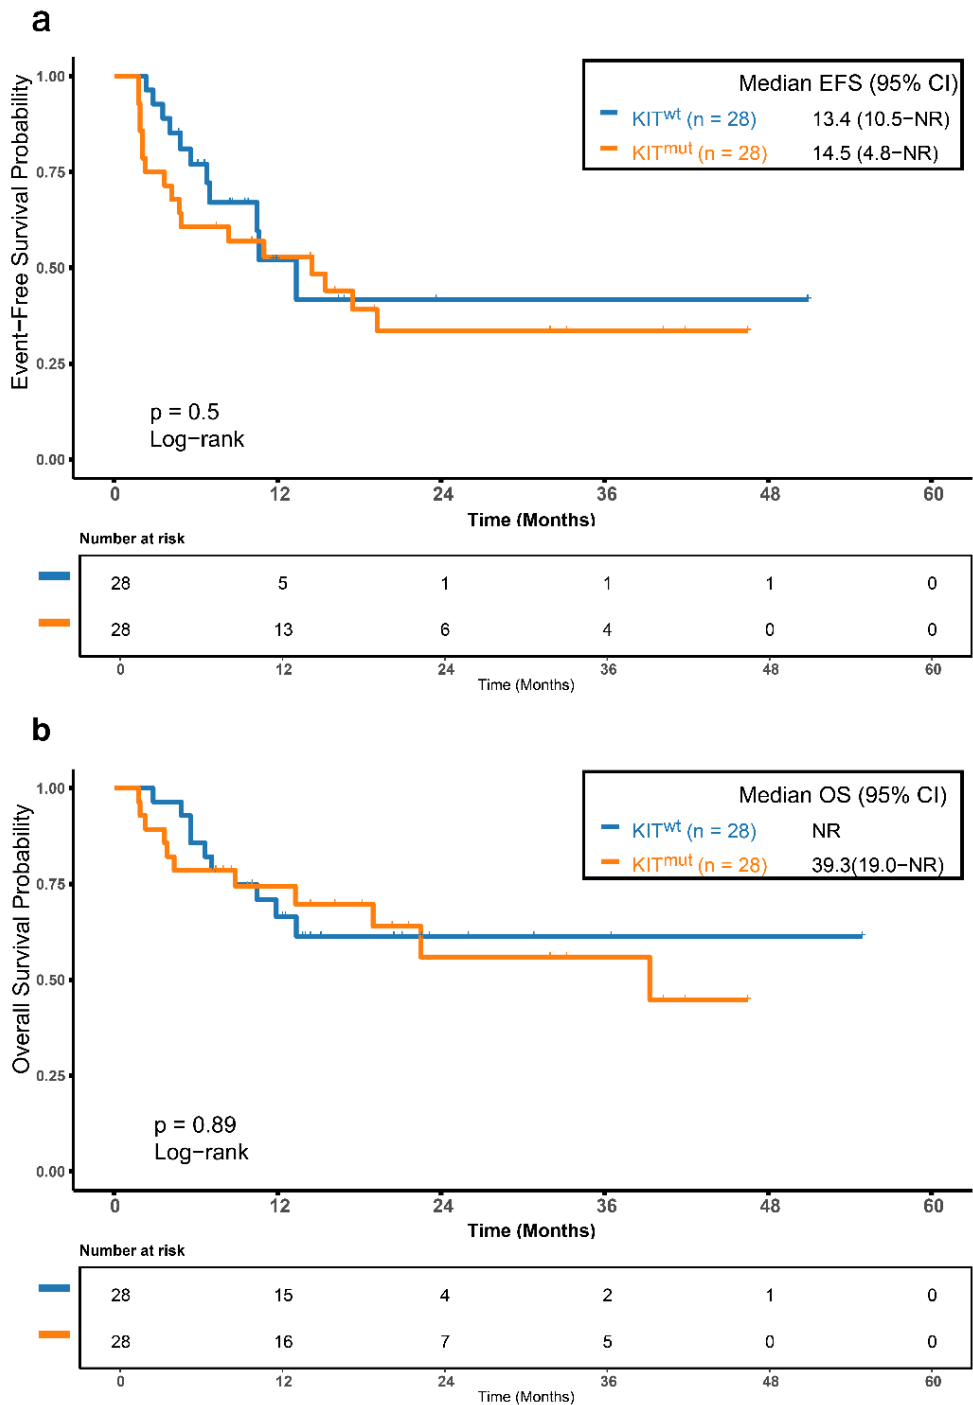 a
Median EFS (95% CI)
KITwt (n = 28) 13.4 (10.5−NR)
KITmut (n = 28) 14.5 (4.8−NR)
Event−Free Survival Probability
1.00
0.75
0.50
0.25
0.00
p = 0.5
Log−rank
0 12 24 36 48 60
Time (Months)
Number at risk
28 5 1 1 1 0
28 13 6 4 0 0
0 12 24 36 48 60
Time (Months)
b
Median OS (95% CI)
KITwt (n = 28) NR
KITmut (n = 28) 39.3(19.0−NR)
Overall Survival Probability
1.00
0.75
0.50
0.25
0.00
p = 0.89
Log−rank
0 12 24 36 48 60
Time (Months)
Number at risk
28 15 4 2 1 0
28 16 7 5 0 0
0 12 24 36 48 60
Time (Months)